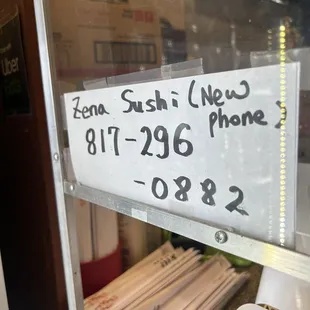 Zena Sushi (New
phone)
817-296
-0882
Uber